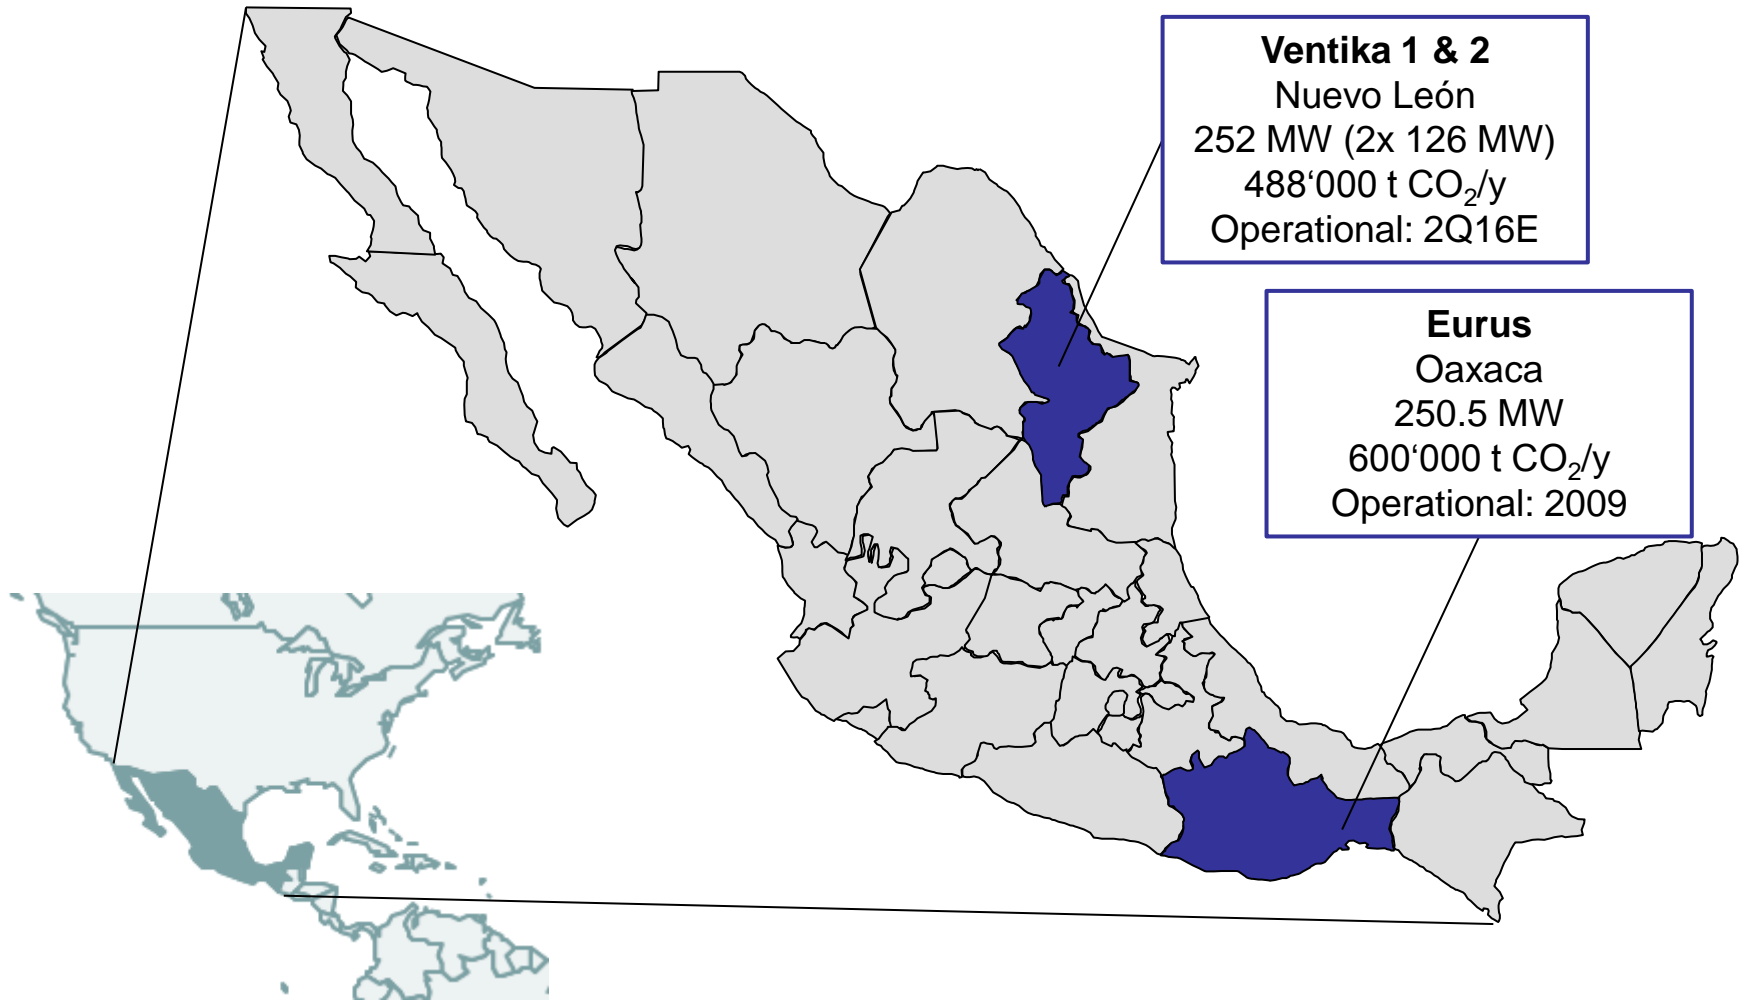 Ventika 1 & 2
Nuevo León
252 MW (2x 126 MW)
488‘000 t CO₂/y
Operational: 2Q16E
Eurus
Oaxaca
250.5 MW
600‘000 t CO₂/y
Operational: 2009